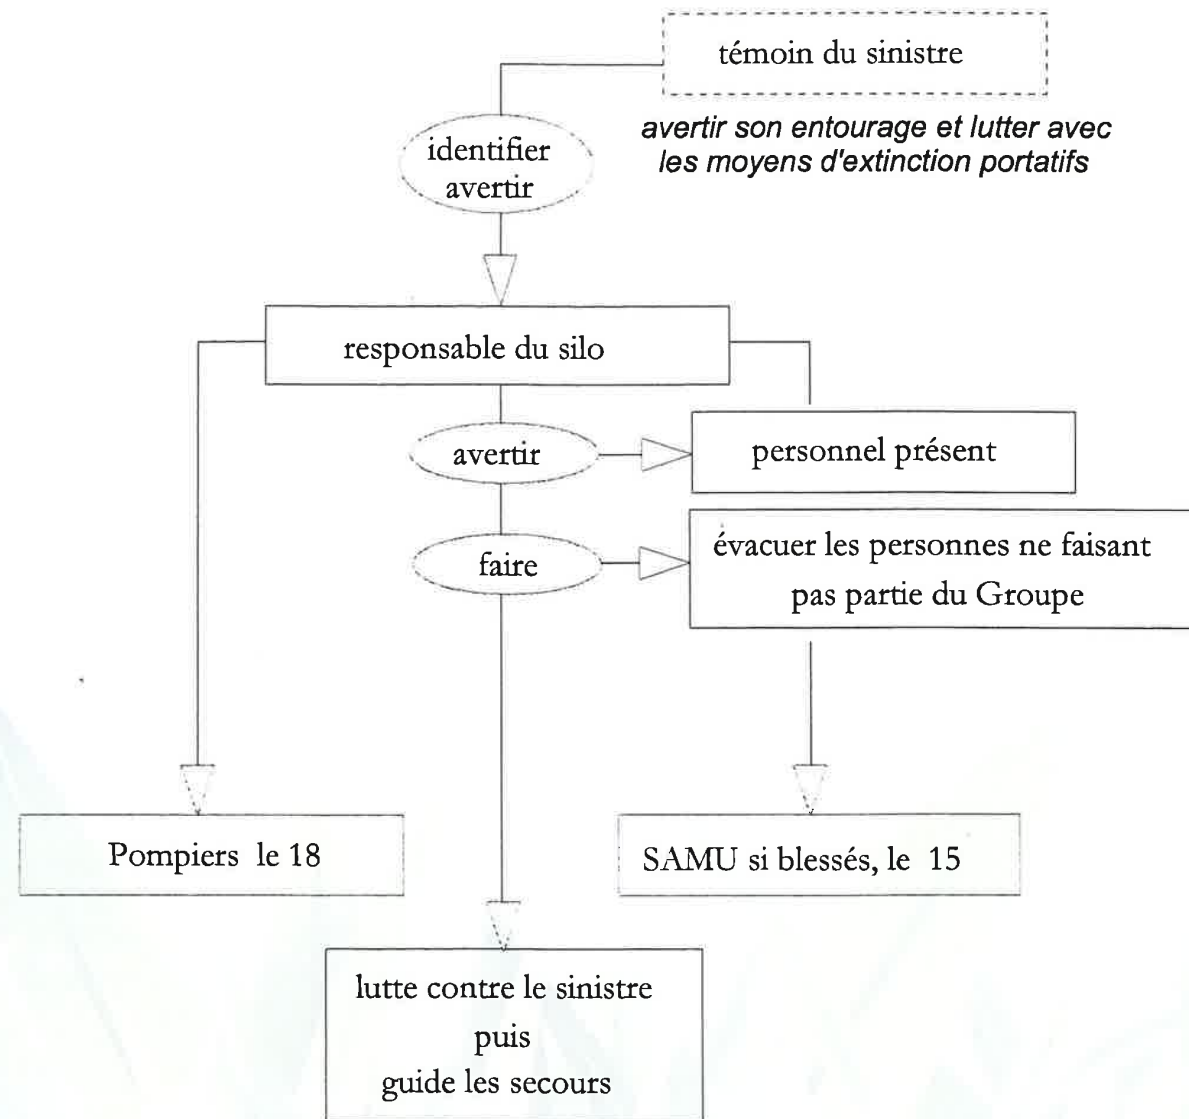 témoin du sinistre
avertir son entourage et lutter avec
les moyens d'extinction portatifs
identifier
avertir
responsable du silo
avertir
personnel présent
faire
évacuer les personnes ne faisant
pas partie du Groupe
Pompiers le 18
SAMU si blessés, le 15
lutte contre le sinistre
puis
guide les secours